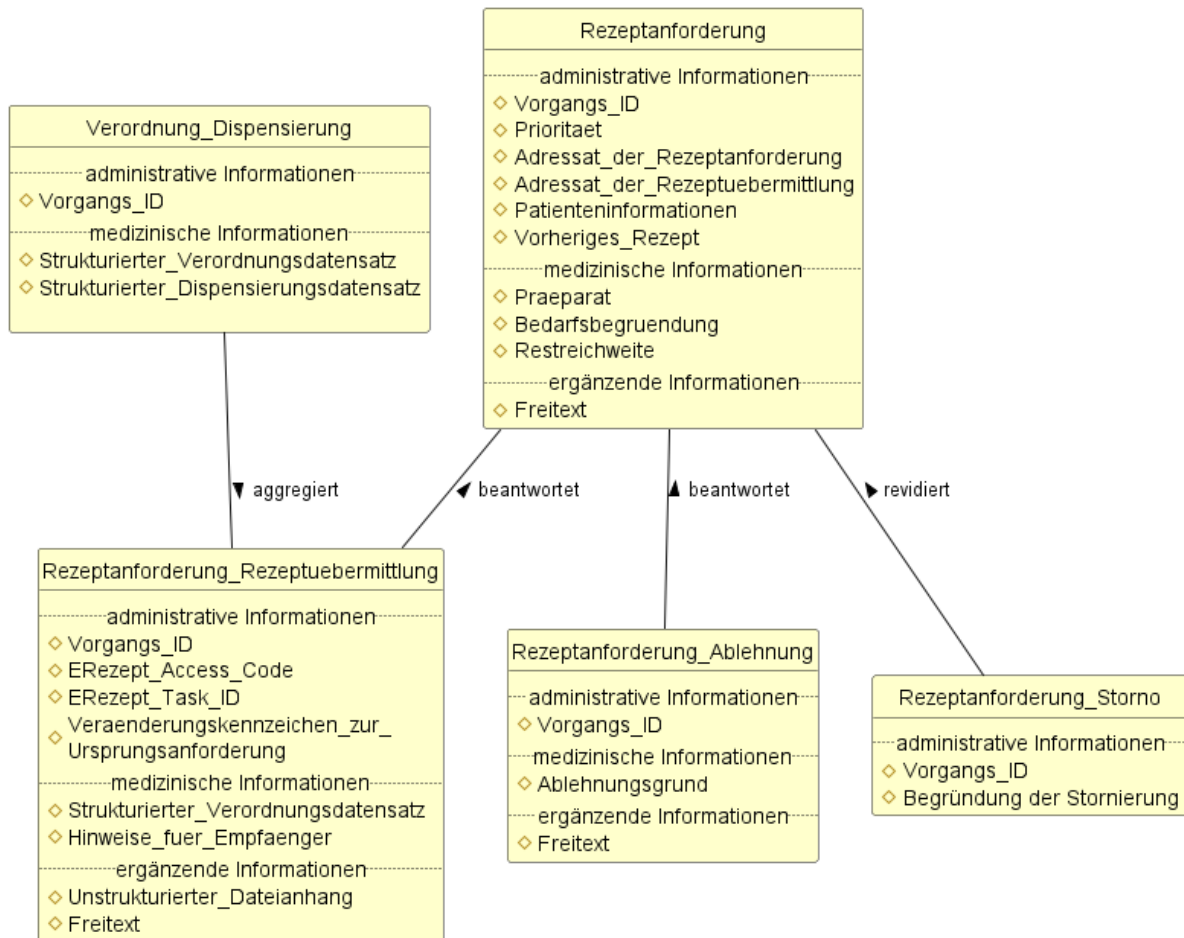 Rezeptanforderung
administrative Informationen
Vorgangs_ID
Prioritaet
Adressat_der_Rezeptanforderung
Adressat_der_Rezeptuebermittlung
Patienteninformationen
Vorheriges_Rezept
medizinische Informationen
Praeparat
Bedarfsbegruendung
Restreichweite
ergänzende Informationen
Freitext
Verordnung_Dispensierung
administrative Informationen
Vorgangs_ID
medizinische Informationen
Strukturierter_Verordnungsdatensatz
Strukturierter_Dispensierungsdatensatz
aggregiert
beantwortet
beantwortet
revidiert
Rezeptanforderung_Rezeptuebermittlung
administrative Informationen
Vorgangs_ID
ERezept_Access_Code
ERezept_Task_ID
Veraenderungskennzeichen_zur_
Ursprungsanforderung
medizinische Informationen
Strukturierter_Verordnungsdatensatz
Hinweise_fuer_Empfaenger
ergänzende Informationen
Unstrukturierter_Dateianhang
Freitext
Rezeptanforderung_Ablehnung
administrative Informationen
Vorgangs_ID
medizinische Informationen
Ablehnungsgrund
ergänzende Informationen
Freitext
Rezeptanforderung_Storno
administrative Informationen
Vorgangs_ID
Begründung der Stornierung